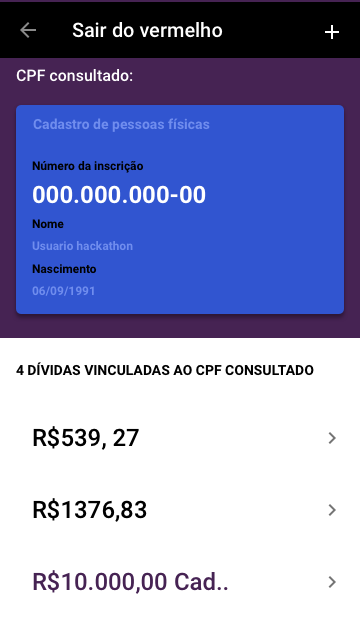 Sair do vermelho
CPF consultado:
Cadastro de pessoas físicas
Número da inscrição
000.000.000-00
Nome
Usuario hackathon
Nascimento
06/09/1991
4 DÍVIDAS VINCULADAS AO CPF CONSULTADO
R$539, 27
R$1376,83
R$10.000,00 Cad..